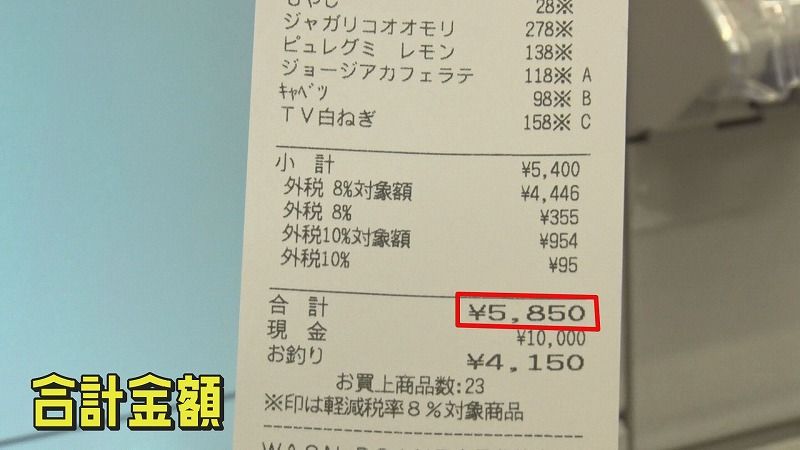 もやし 28※
ジャガリコオオモリ 278※
ピュレグミ　レモン 138※
ジョージアカフェラテ 118※ A
ｷｬﾍﾞﾂ 98※ B
ＴＶ白ねぎ 158※ C
小　計 ¥5,400
外税 8%対象額 ¥4,446
外税 8% ¥355
外税10%対象額 ¥954
外税10% ¥95
合　計 ¥5,850
現　金 ¥10,000
お釣り ¥4,150
お買上商品数:23
※印は軽減税率８％対象商品
合計金額